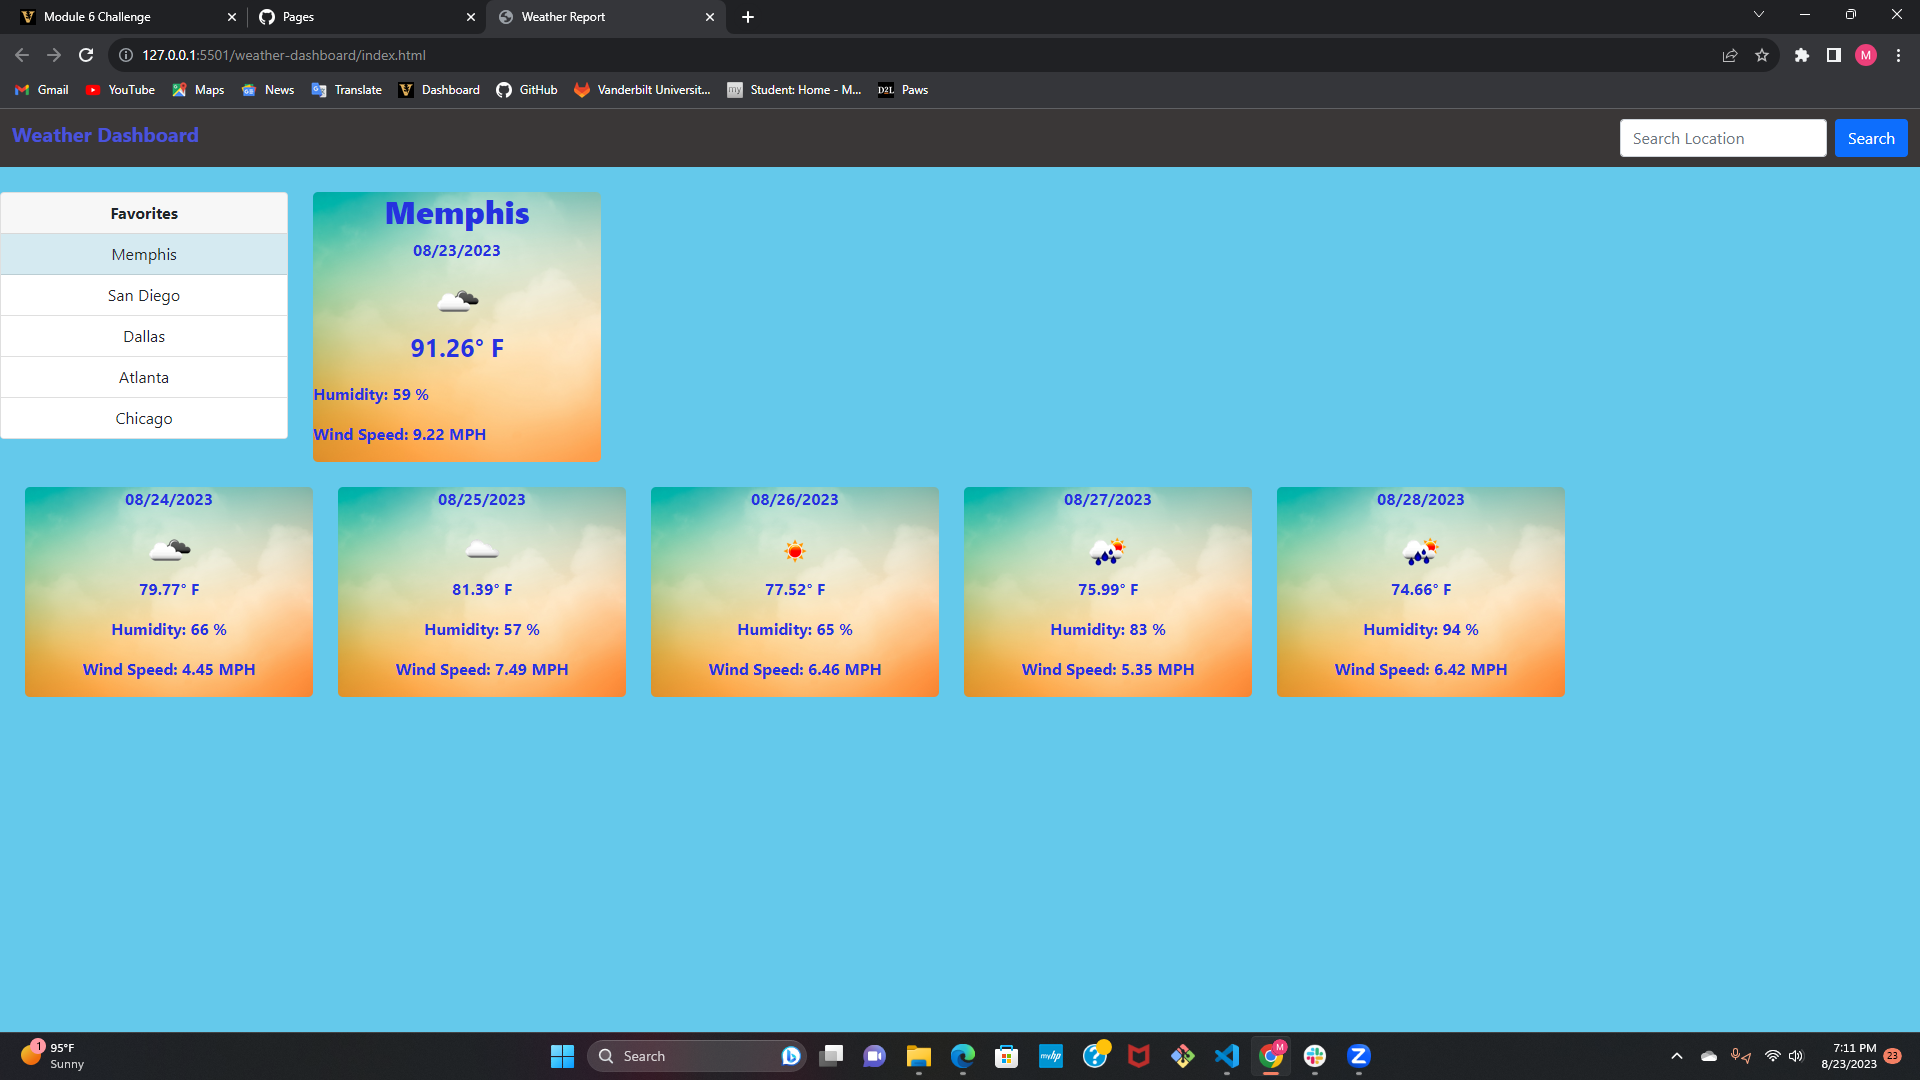 Module 6 Challenge
Pages
Weather Report
127.0.0.1:5501/weather-dashboard/index.html
M
Gmail
YouTube
Maps
News
Translate
Dashboard
GitHub
Vanderbilt Universit...
my
Student: Home - M...
D2L
Paws
Weather Dashboard
Search Location
Search
Favorites
Memphis
San Diego
Dallas
Atlanta
Chicago
Memphis
08/23/2023
91.26° F
Humidity: 59 %
Wind Speed: 9.22 MPH
08/24/2023
79.77° F
Humidity: 66 %
Wind Speed: 4.45 MPH
08/25/2023
81.39° F
Humidity: 57 %
Wind Speed: 7.49 MPH
08/26/2023
77.52° F
Humidity: 65 %
Wind Speed: 6.46 MPH
08/27/2023
75.99° F
Humidity: 83 %
Wind Speed: 5.35 MPH
08/28/2023
74.66° F
Humidity: 94 %
Wind Speed: 6.42 MPH
1
95°F
Sunny
Search
myhp
M
7:11 PM
8/23/2023
23